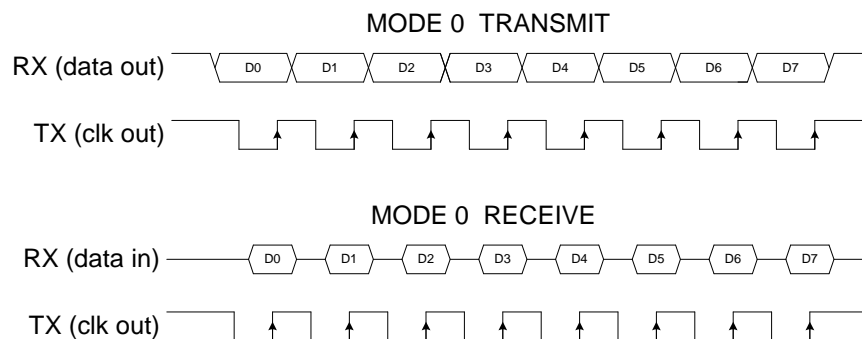 MODE 0 TRANSMIT
RX (data out) D0 D1 D2 D3 D4 D5 D6 D7
TX (clk out)
MODE 0 RECEIVE
RX (data in) D0 D1 D2 D3 D4 D5 D6 D7
TX (clk out)